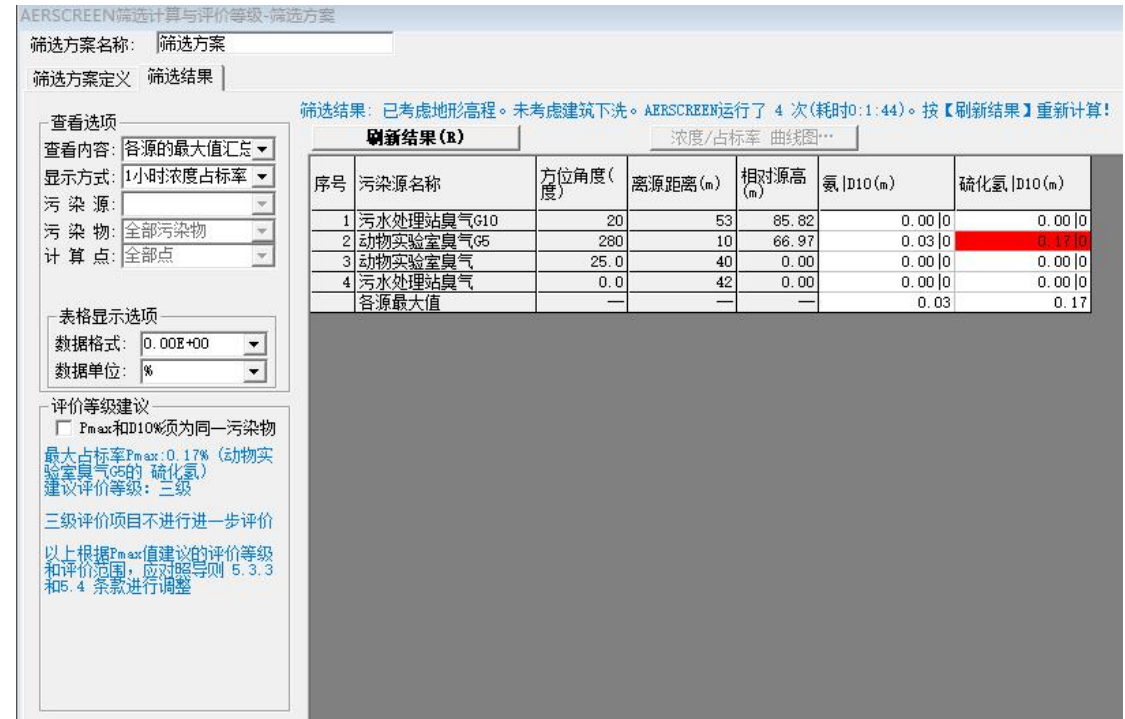 AERSCREEN筛选计算与评价等级-筛选方案
筛选方案名称: 筛选方案
筛选方案定义 筛选结果
查看选项
查看内容: 各源的最大值汇总
显示方式: 1小时浓度占标率
污 染 源:
污 染 物: 全部污染物
计 算 点: 全部点
表格显示选项
数据格式: 0.00E+00
数据单位: %
评价等级建议
Pmax和D10%须为同一污染物
最大占标率Pmax:0.17% (动物实
验室臭气G5的 硫化氢)
建议评价等级: 三级
三级评价项目不进行进一步评价
以上根据Pmax值建议的评价等级
和评价范围,应对照导则 5.3.3
和5.4 条款进行调整
筛选结果: 已考虑地形高程。未考虑建筑下洗。AERSCREEN运行了 4 次(耗时0:1:44)。按【刷新结果】重新计算!
刷新结果(R) 浓度/占标率 曲线图…
序号 污染源名称 方位角度(度) 离源距离(m) 相对源高(m) 氨|D10(m) 硫化氢|D10(m)
1 污水处理站臭气G10 20 53 85.82 0.00|0 0.00|0
2 动物实验室臭气G5 280 10 66.97 0.03|0 0.17|0
3 动物实验室臭气 25.0 40 0.00 0.00|0 0.00|0
4 污水处理站臭气 0.0 42 0.00 0.00|0 0.00|0
各源最大值 — — — 0.03 0.17